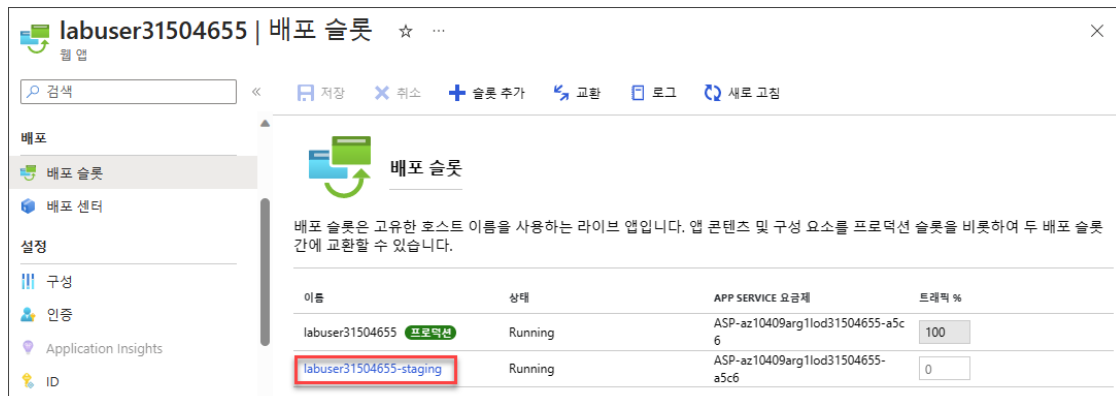 labuser31504655 | 배포 슬롯
웹 앱
검색
저장 취소 슬롯 추가 교환 로그 새로 고침
배포
배포 슬롯
배포 센터
설정
구성
인증
Application Insights
ID
배포 슬롯
배포 슬롯은 고유한 호스트 이름을 사용하는 라이브 앱입니다. 앱 콘텐츠 및 구성 요소를 프로덕션 슬롯을 비롯하여 두 배포 슬롯
간에 교환할 수 있습니다.
이름 상태 APP SERVICE 요금제 트래픽 %
labuser31504655 프로덕션 Running ASP-az10409arg1lod31504655-a5c
6 100
labuser31504655-staging Running ASP-az10409arg1lod31504655-
a5c6 0